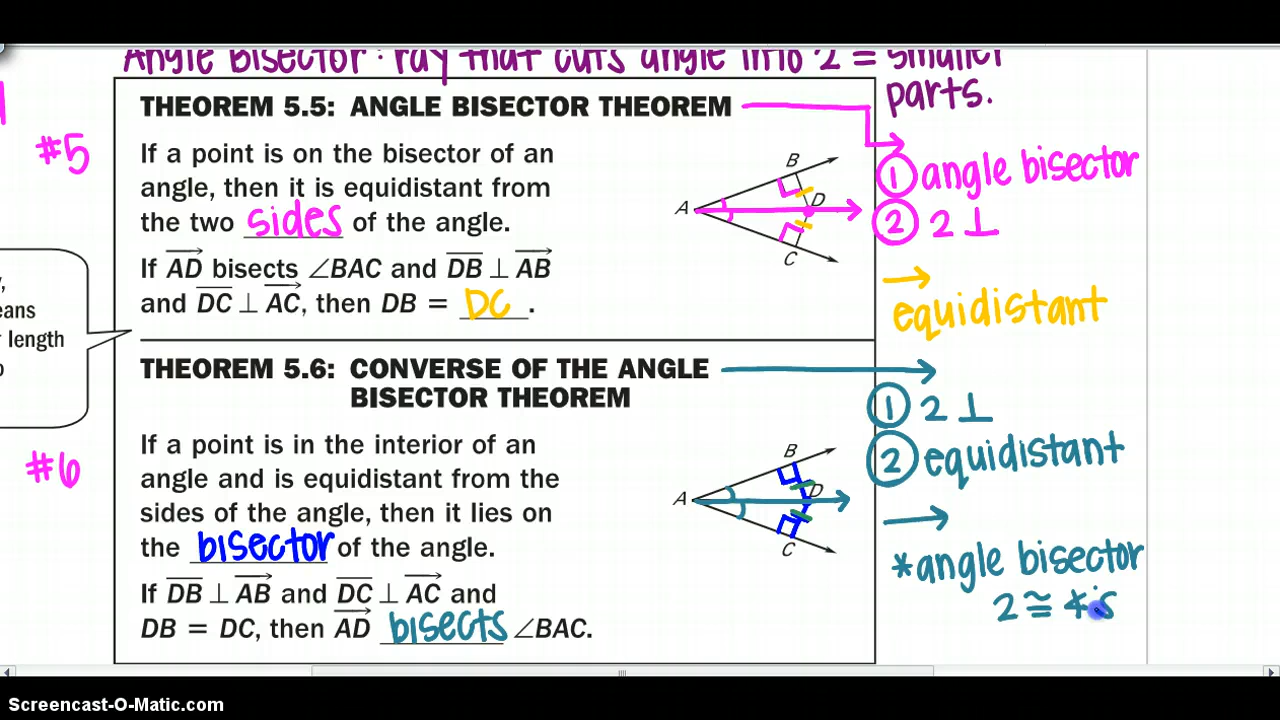 Angle Bisector: ray that cuts angle into 2 = smaller
parts.
THEOREM 5.5: ANGLE BISECTOR THEOREM
#5
If a point is on the bisector of an
angle, then it is equidistant from
the two sides of the angle.
If AD bisects ∠BAC and DB ⊥ AB
and DC ⊥ AC, then DB = DC.
A
B
D
C
① angle bisector
② 2 ⊥
→
equidistant
eans
r length
THEOREM 5.6: CONVERSE OF THE ANGLE
BISECTOR THEOREM
#6
If a point is in the interior of an
angle and is equidistant from the
sides of the angle, then it lies on
the bisector of the angle.
If DB ⊥ AB and DC ⊥ AC and
DB = DC, then AD bisects ∠BAC.
A
B
D
C
① 2 ⊥
② equidistant
→
*angle bisector
2 ≅ ∡'s
Screencast-O-Matic.com